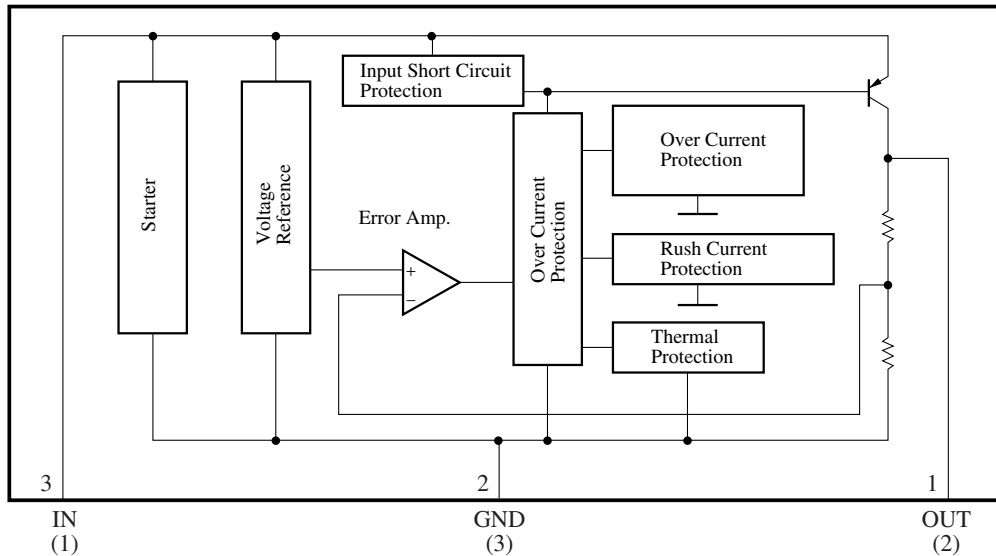 Input Short Circuit
Protection
Over Current
Protection
Starter
Voltage
Reference
Error Amp.
+
−
Over Current
Protection
Rush Current
Protection
Thermal
Protection
3
2
1
IN
GND
OUT
(1)
(3)
(2)